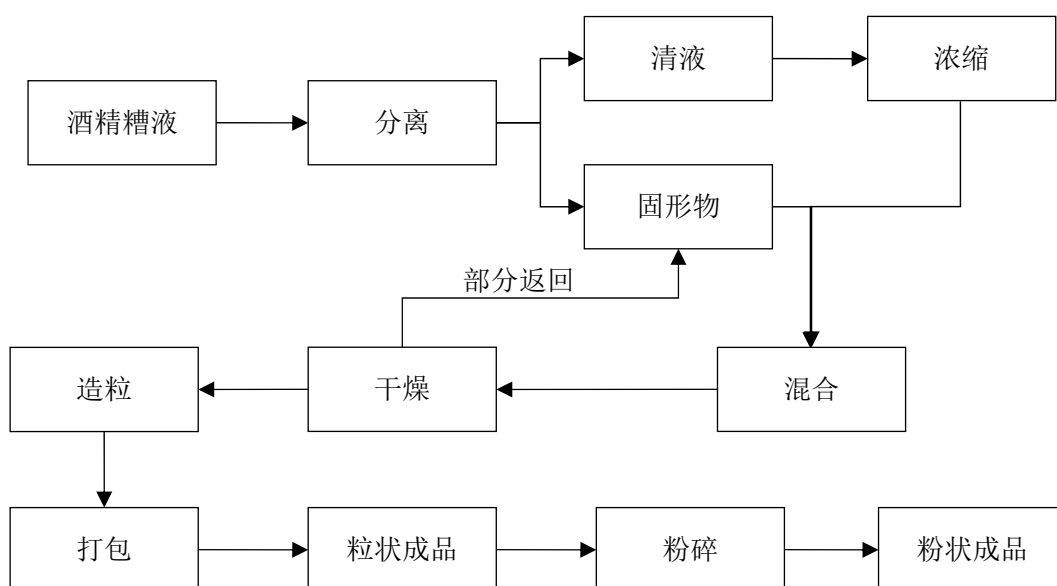 清液
浓缩
酒精糟液
分离
固形物
部分返回
造粒
干燥
混合
打包
粒状成品
粉碎
粉状成品